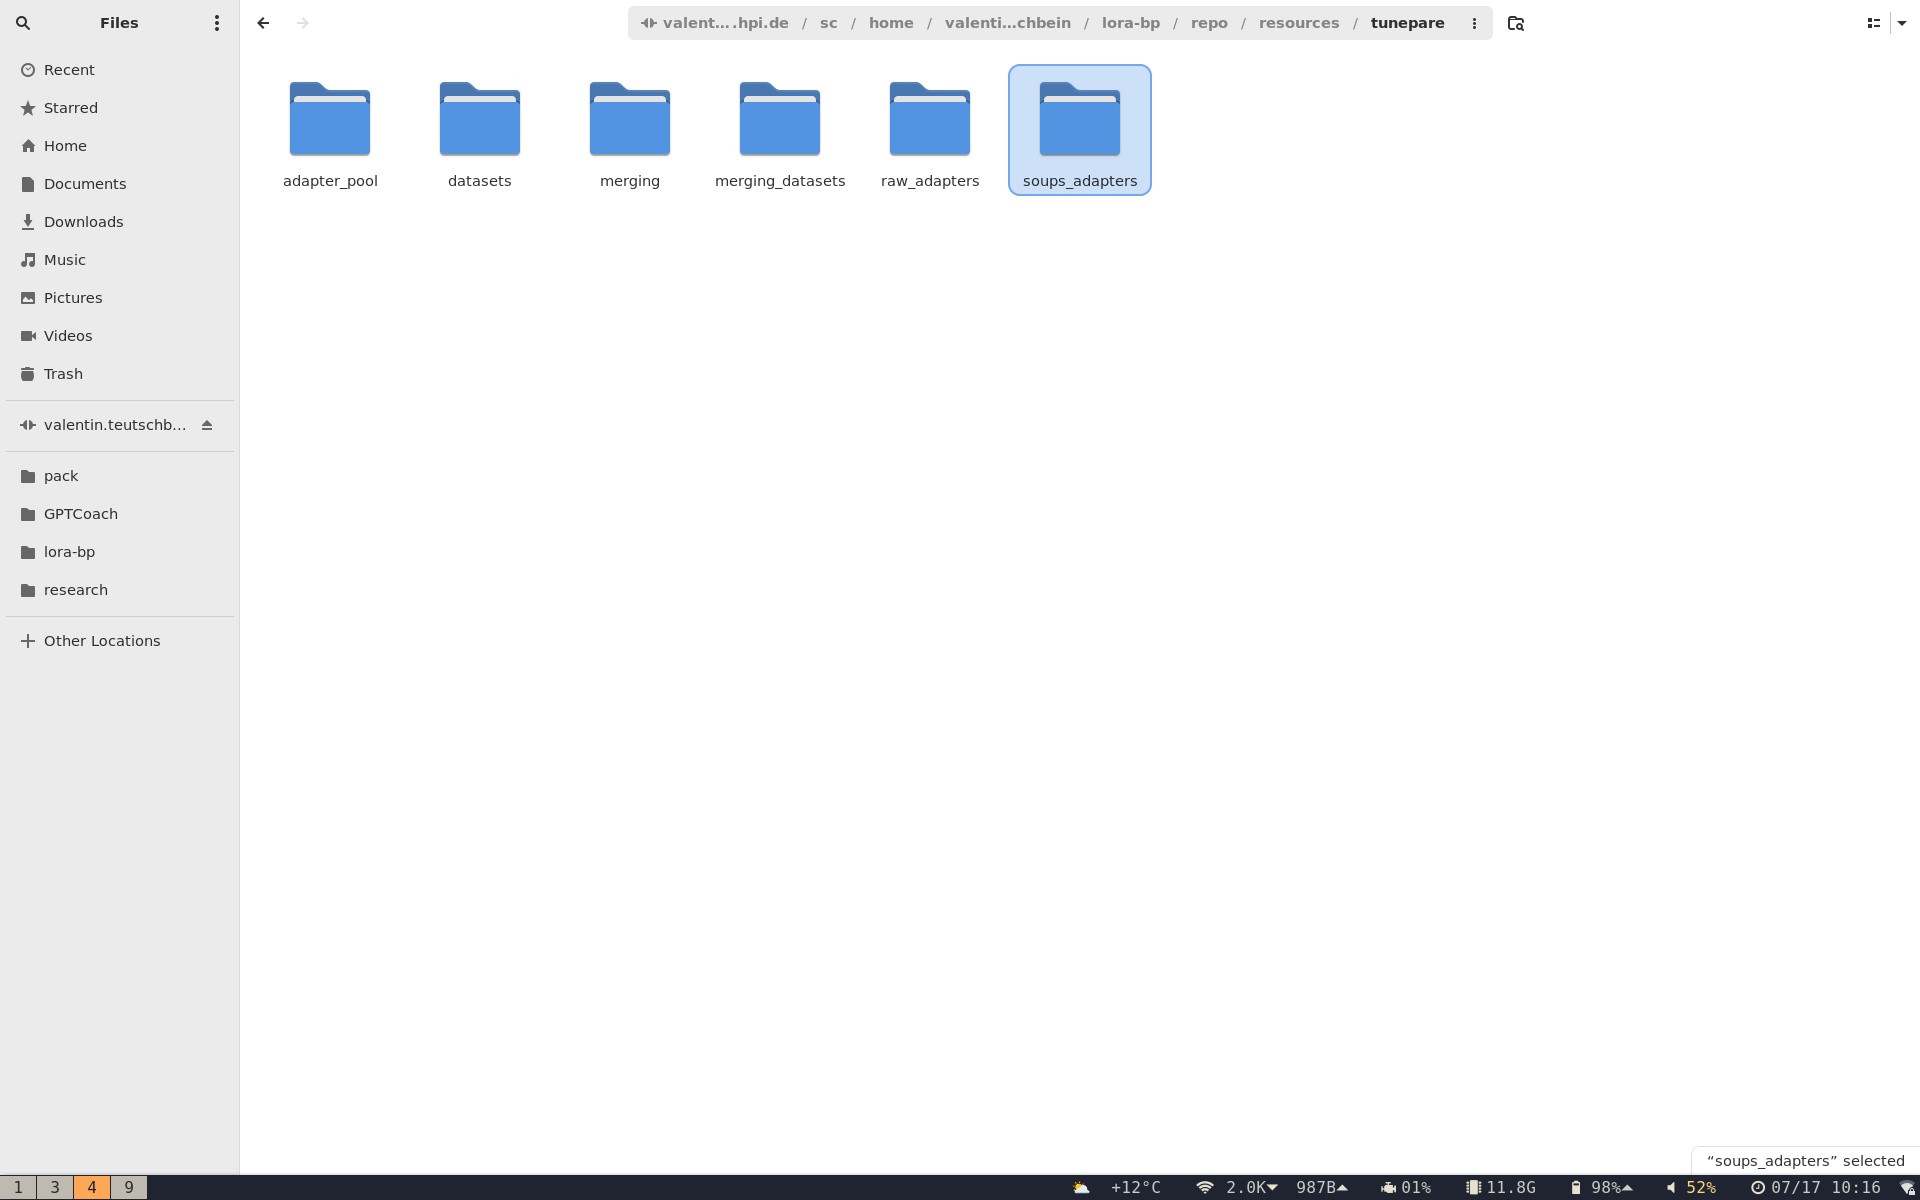 Files
valent... .hpi.de / sc / home / valenti...chbein / lora-bp / repo / resources / tunepare
Recent
Starred
Home
Documents
Downloads
Music
Pictures
Videos
Trash
valentin.teutschb...
pack
GPTCoach
lora-bp
research
Other Locations
adapter_pool
datasets
merging
merging_datasets
raw_adapters
soups_adapters
“soups_adapters” selected
1 3 4 9
+12°C 2.0K 987B 01% 11.8G 98% 52% 07/17 10:16